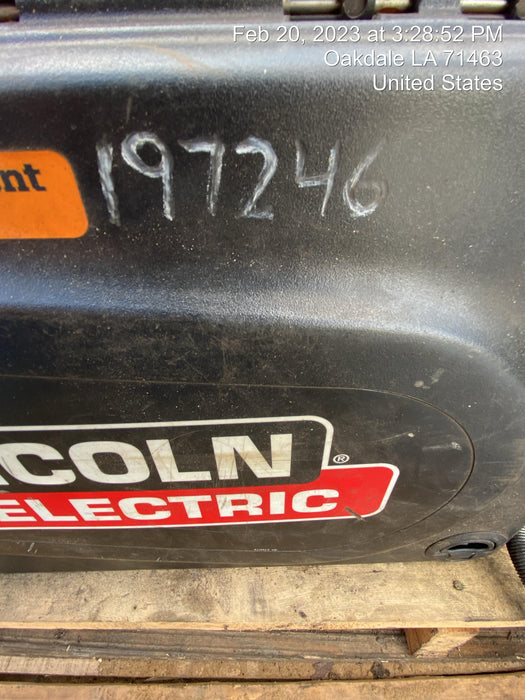 Feb 20, 2023 at 3:28:52 PM
Oakdale LA 71463
United States
nt
197246
COLN
®
ELECTRIC